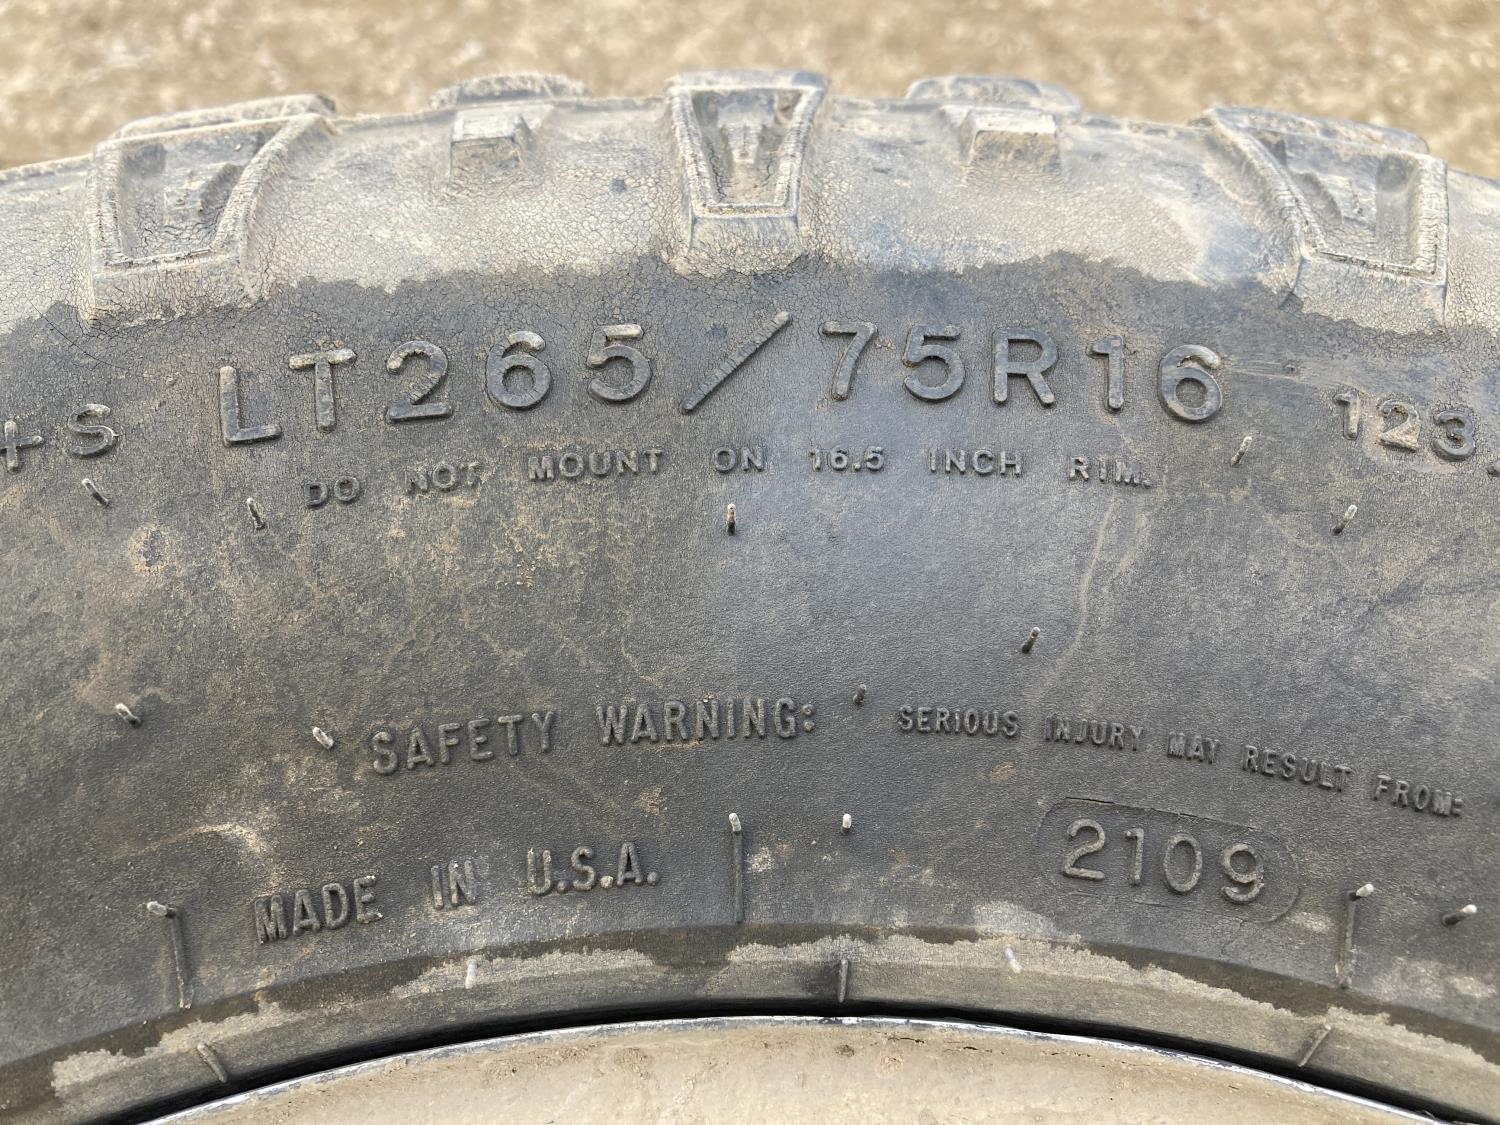 +S LT265/75R16 123
DO NOT MOUNT ON 16.5 INCH RIM.
SAFETY WARNING: SERIOUS INJURY MAY RESULT FROM:
MADE IN U.S.A. 2109